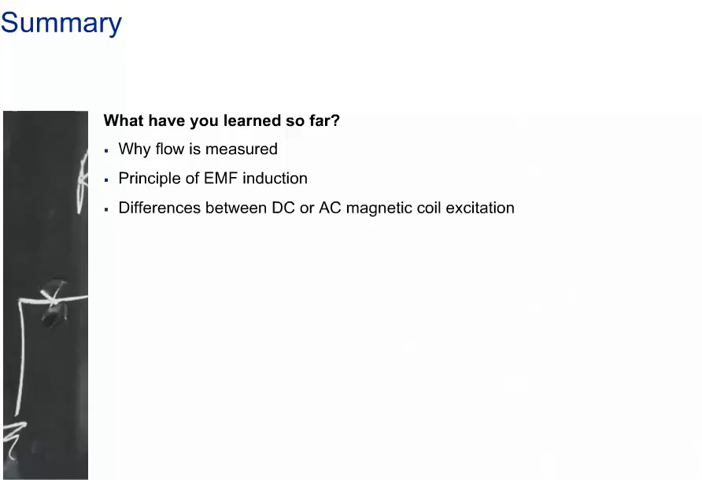 Summary
What have you learned so far?
▪ Why flow is measured
▪ Principle of EMF induction
▪ Differences between DC or AC magnetic coil excitation